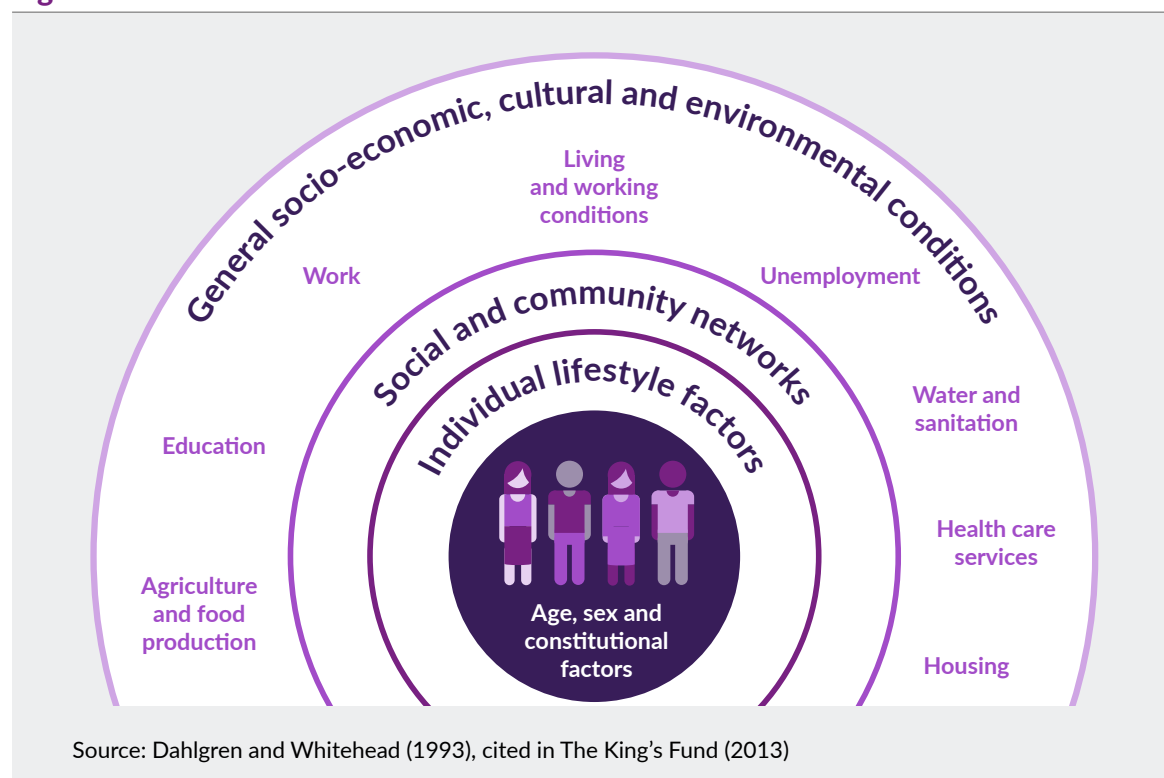 General socio-economic, cultural and environmental conditions
Living
and working
conditions
Work
Unemployment
Social and community networks
Individual lifestyle factors
Water and
sanitation
Education
Health care
services
Agriculture
and food
production
Age, sex and
constitutional
factors
Housing
Source: Dahlgren and Whitehead (1993), cited in The King's Fund (2013)